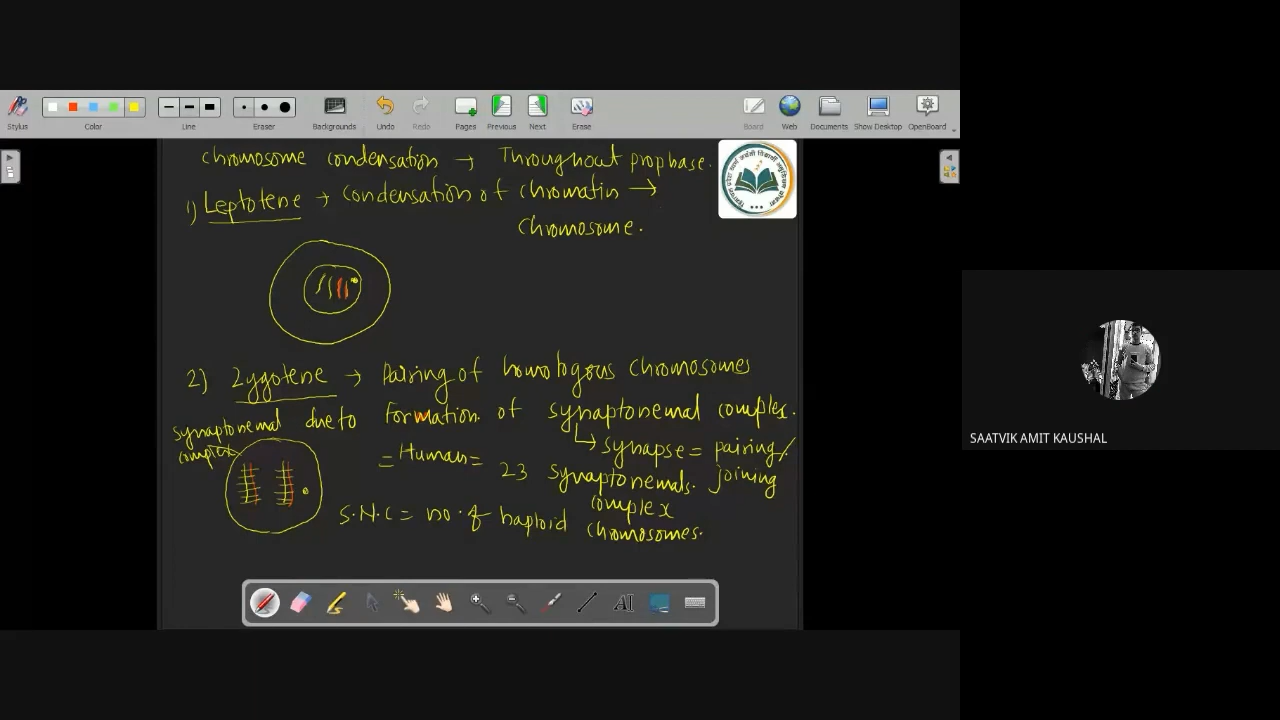 Stylus
Color
Line
Eraser
Backgrounds
Undo
Redo
Pages
Previous
Next
Erase
Board
Web
Documents
Show Desktop
OpenBoard
Chromosome condensation → Throughout prophase.
1) Leptotene → condensation of chromatin →
chromosome.
2) Zygotene → Pairing of homologous chromosomes
synaptonemal complex
due to formation of synaptonemal complex.
↳ synapse = pairing/
joining
= Human = 23 synaptonemals.
complex
S.N.C = no. of haploid chromosomes.
SAATVIK AMIT KAUSHAL